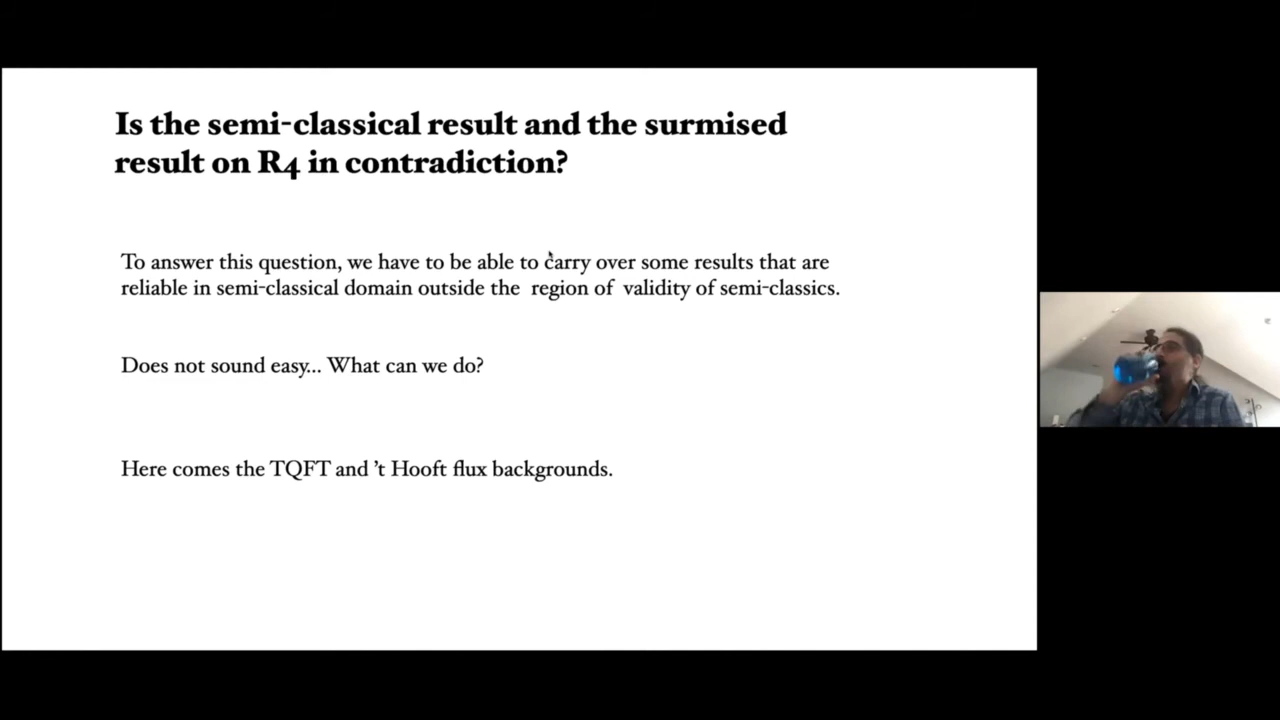 Is the semi-classical result and the surmised
result on R4 in contradiction?
To answer this question, we have to be able to carry over some results that are
reliable in semi-classical domain outside the region of validity of semi-classics.
Does not sound easy... What can we do?
Here comes the TQFT and 't Hooft flux backgrounds.